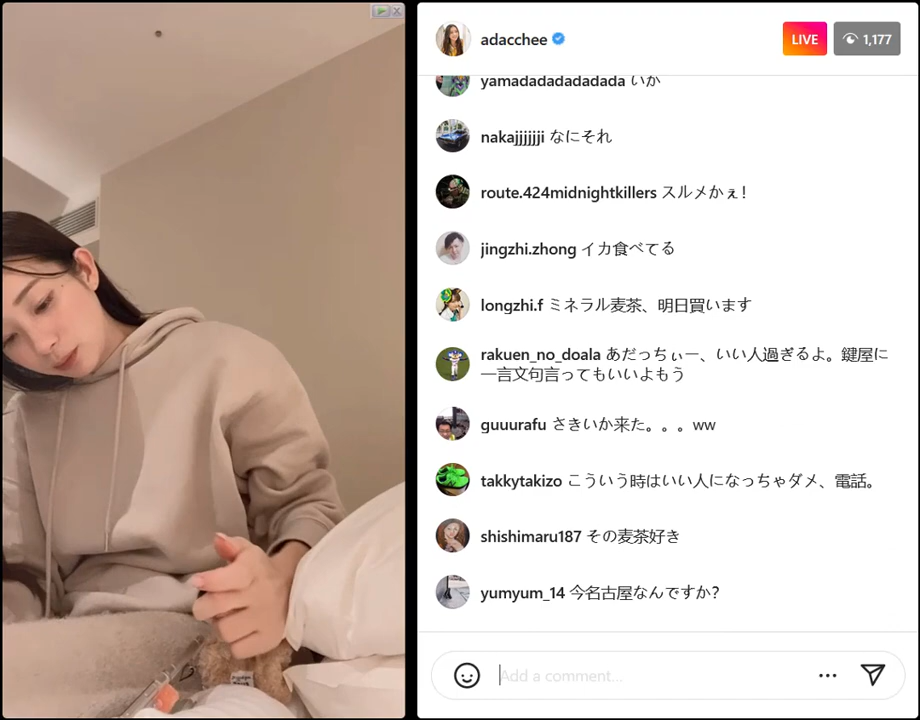 adacchee
LIVE
1,177
yamadadadadadada いか
nakajjjjjji なにそれ
route.424midnightkillers スルメかぇ！
jingzhi.zhong イカ食べてる
longzhi.f ミネラル麦茶、明日買います
rakuen_no_doala あだっちぃー、いい人過ぎるよ。鍵屋に
一言文句言ってもいいよもう
guuurafu さきいか来た。。。ww
takkytakizo こういう時はいい人になっちゃダメ、電話。
shishimaru187 その麦茶好き
yumyum_14 今名古屋なんですか？
Add a comment...